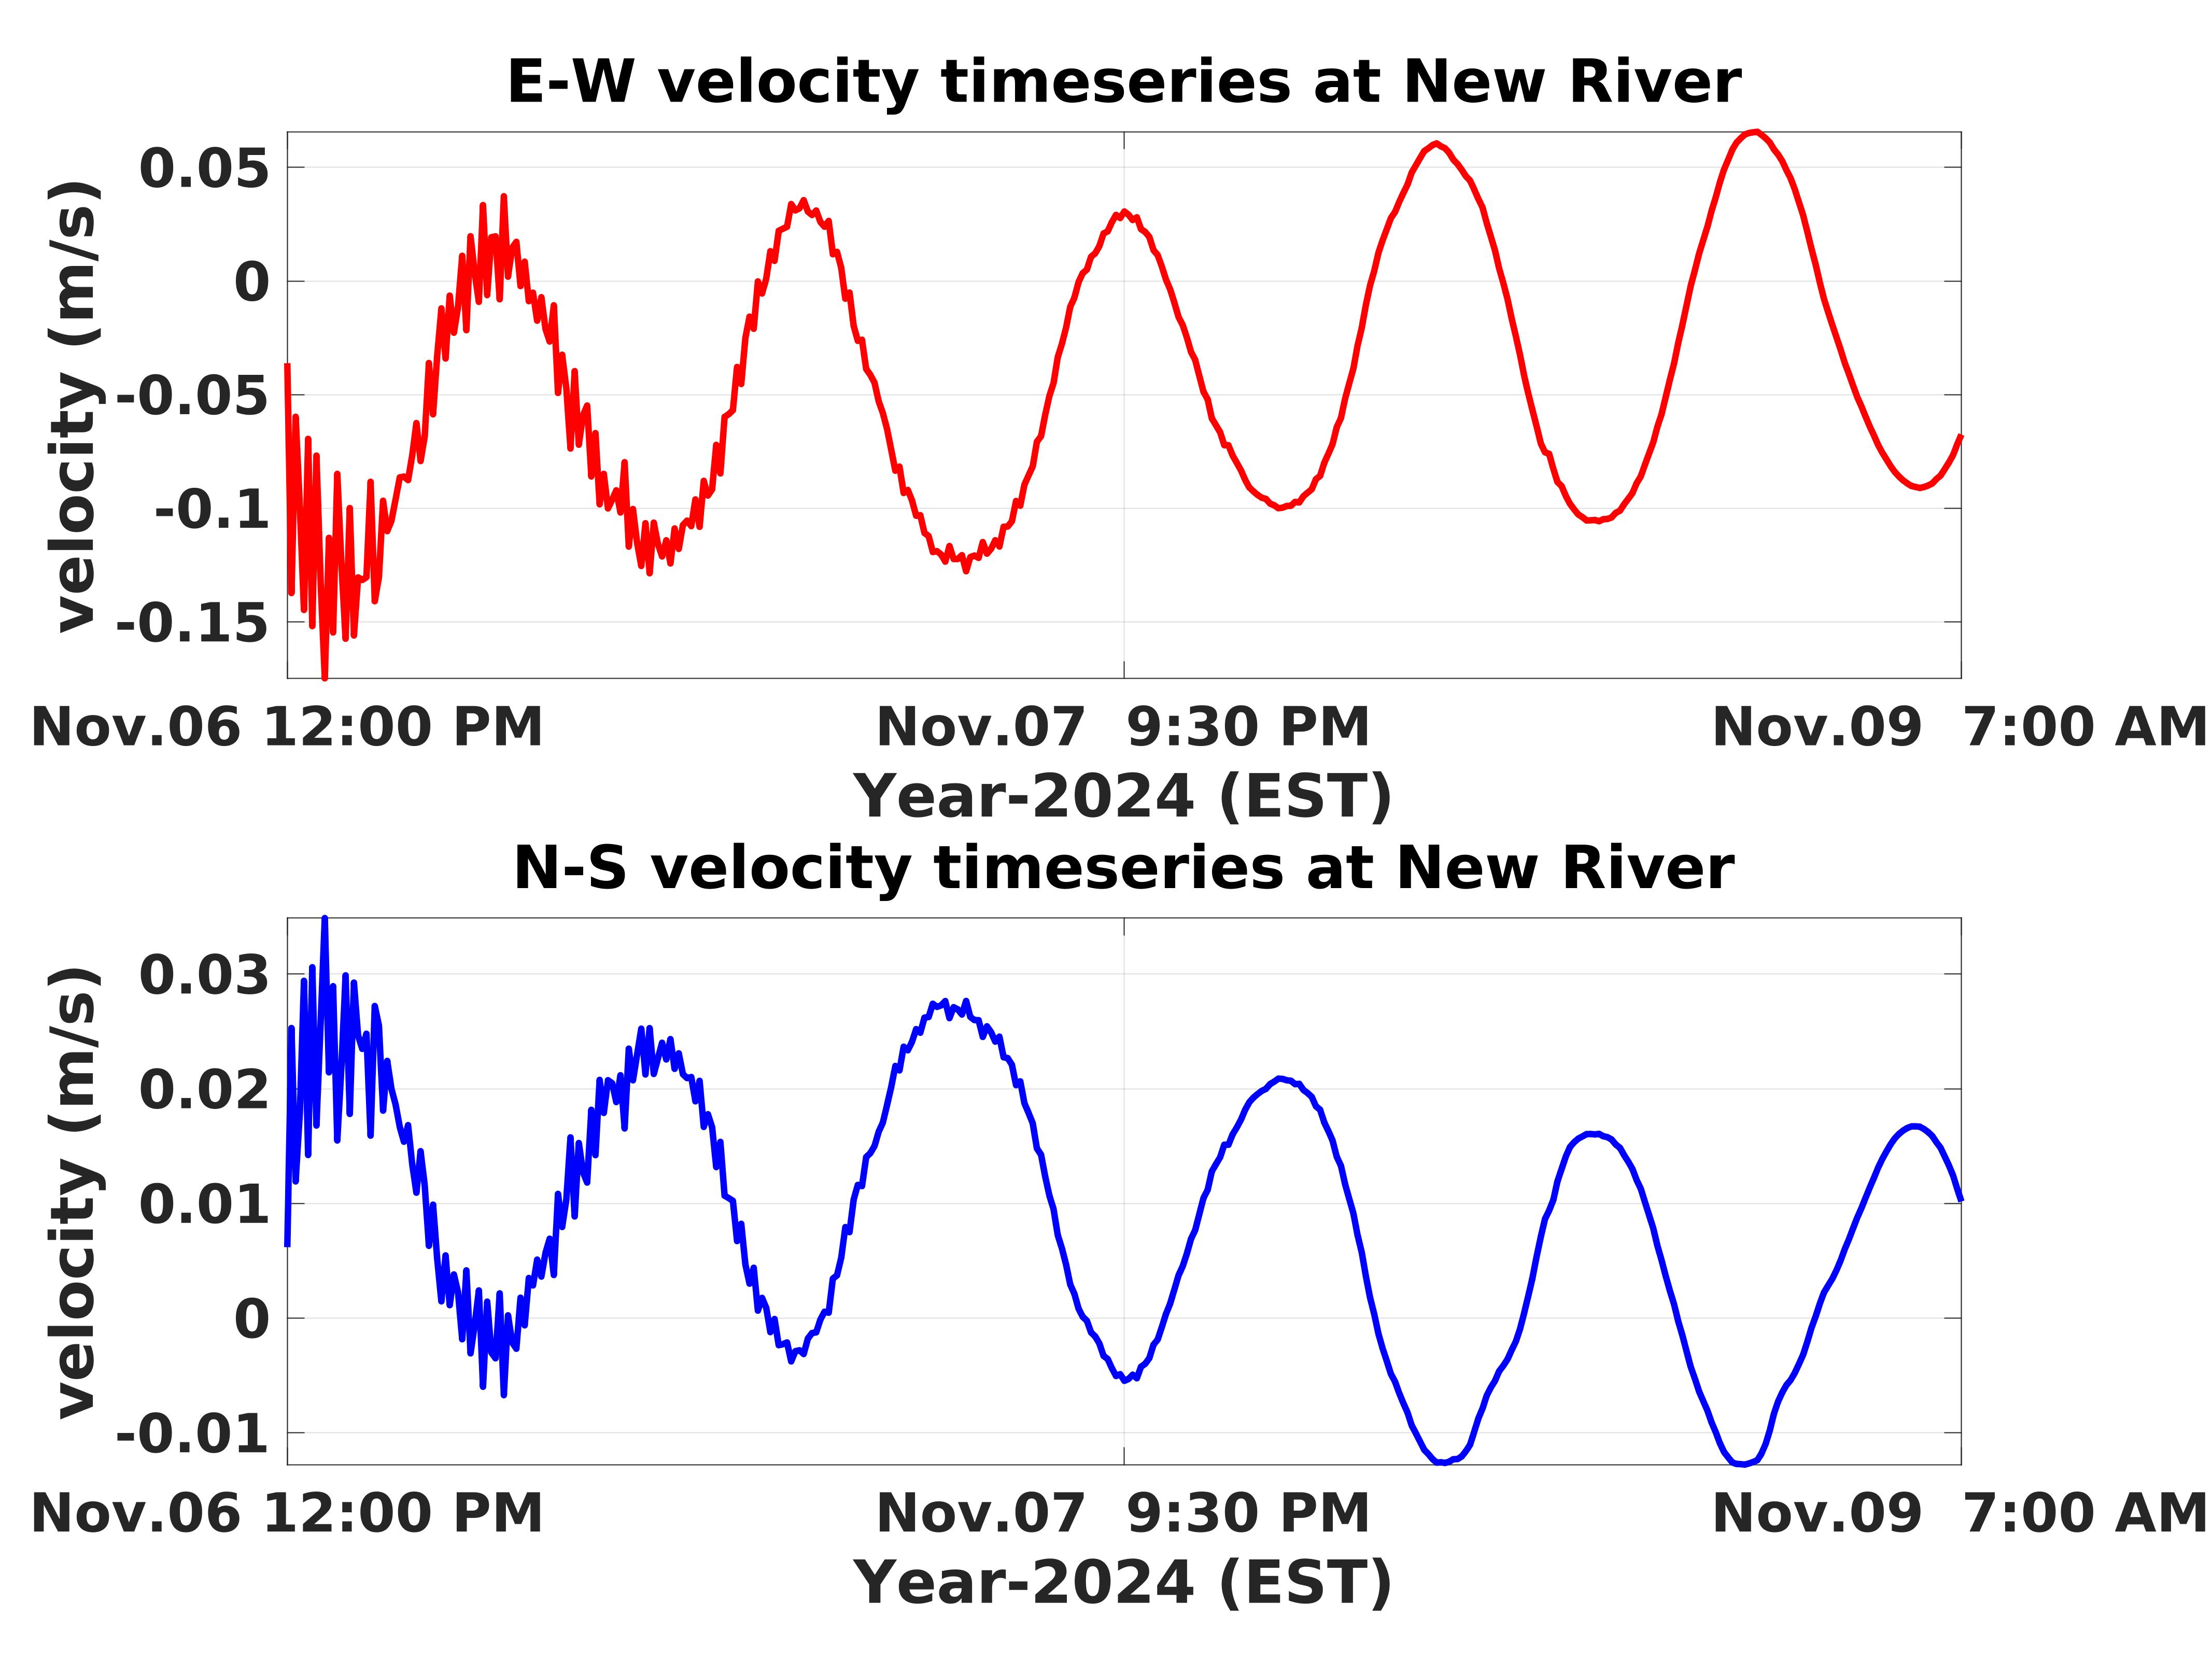 E-W velocity timeseries at New River
velocity (m/s)
0.05
0
-0.05
-0.1
-0.15
Nov.06 12:00 PM Nov.07  9:30 PM Nov.09  7:00 AM
Year-2024 (EST)
N-S velocity timeseries at New River
velocity (m/s)
0.03
0.02
0.01
0
-0.01
Nov.06 12:00 PM Nov.07  9:30 PM Nov.09  7:00 AM
Year-2024 (EST)